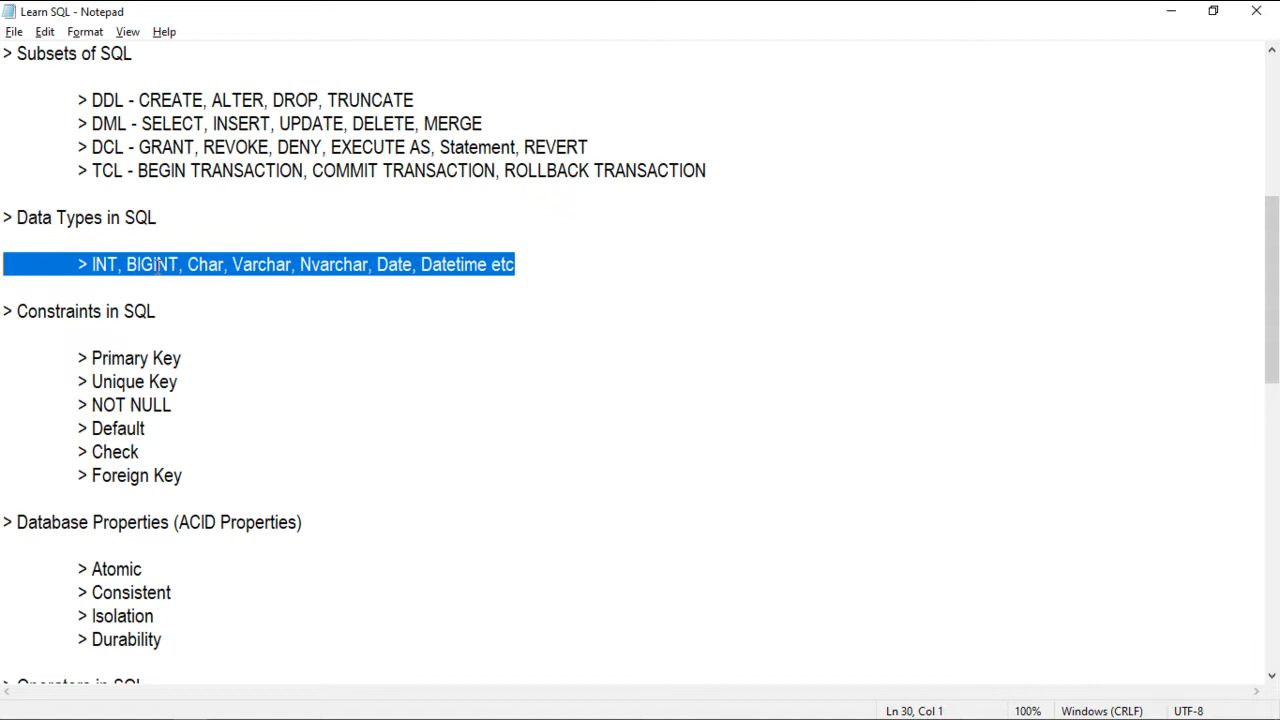 Learn SQL - Notepad
File Edit Format View Help
> Subsets of SQL
> DDL - CREATE, ALTER, DROP, TRUNCATE
> DML - SELECT, INSERT, UPDATE, DELETE, MERGE
> DCL - GRANT, REVOKE, DENY, EXECUTE AS, Statement, REVERT
> TCL - BEGIN TRANSACTION, COMMIT TRANSACTION, ROLLBACK TRANSACTION
> Data Types in SQL
> INT, BIGINT, Char, Varchar, Nvarchar, Date, Datetime etc
> Constraints in SQL
> Primary Key
> Unique Key
> NOT NULL
> Default
> Check
> Foreign Key
> Database Properties (ACID Properties)
> Atomic
> Consistent
> Isolation
> Durability
> Operators in SQL
Ln 30, Col 1 100% Windows (CRLF) UTF-8